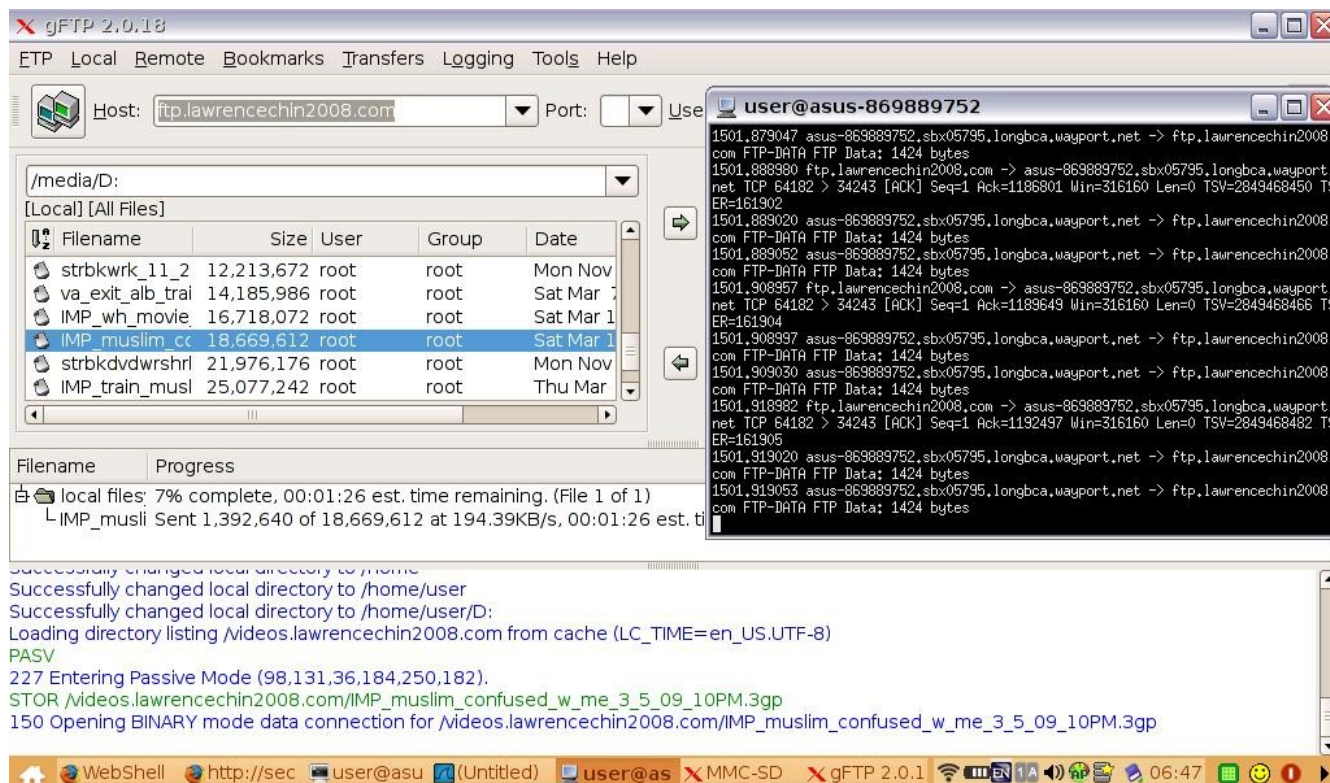 gFTP 2.0.18
FTP Local Remote Bookmarks Transfers Logging Tools Help
Host: ftp.lawrencechin2008.com Port: Use
/media/D:
[Local] [All Files]
Filename Size User Group Date
strbkwrk_11_2 12,213,672 root root Mon Nov
va_exit_alb_trai 14,185,986 root root Sat Mar 7
IMP_wh_movie_ 16,718,072 root root Sat Mar 1
IMP_muslim_cc 18,669,612 root root Sat Mar 1
strbkdvdwrshrl 21,976,176 root root Mon Nov
IMP_train_musl 25,077,242 root root Thu Mar
user@asus-869889752
1501.879047 asus-869889752.sbx05795.longbca.wayport.net -> ftp.lawrencechin2008.
com FTP-DATA FTP Data: 1424 bytes
1501.888980 ftp.lawrencechin2008.com -> asus-869889752.sbx05795.longbca.wayport.
net TCP 64182 > 34243 [ACK] Seq=1 Ack=1186801 Win=316160 Len=0 TSV=2849468450 TS
ER=161902
1501.889020 asus-869889752.sbx05795.longbca.wayport.net -> ftp.lawrencechin2008.
com FTP-DATA FTP Data: 1424 bytes
1501.889052 asus-869889752.sbx05795.longbca.wayport.net -> ftp.lawrencechin2008.
com FTP-DATA FTP Data: 1424 bytes
1501.908957 ftp.lawrencechin2008.com -> asus-869889752.sbx05795.longbca.wayport.
net TCP 64182 > 34243 [ACK] Seq=1 Ack=1189649 Win=316160 Len=0 TSV=2849468466 TS
ER=161904
1501.908997 asus-869889752.sbx05795.longbca.wayport.net -> ftp.lawrencechin2008.
com FTP-DATA FTP Data: 1424 bytes
1501.909030 asus-869889752.sbx05795.longbca.wayport.net -> ftp.lawrencechin2008.
com FTP-DATA FTP Data: 1424 bytes
1501.918982 ftp.lawrencechin2008.com -> asus-869889752.sbx05795.longbca.wayport.
net TCP 64182 > 34243 [ACK] Seq=1 Ack=1192497 Win=316160 Len=0 TSV=2849468482 TS
ER=161905
1501.919020 asus-869889752.sbx05795.longbca.wayport.net -> ftp.lawrencechin2008.
com FTP-DATA FTP Data: 1424 bytes
1501.919053 asus-869889752.sbx05795.longbca.wayport.net -> ftp.lawrencechin2008.
com FTP-DATA FTP Data: 1424 bytes
Filename Progress
local files 7% complete, 00:01:26 est. time remaining. (File 1 of 1)
IMP_musli Sent 1,392,640 of 18,669,612 at 194.39KB/s, 00:01:26 est. ti
Successfully changed local directory to /home
Successfully changed local directory to /home/user
Successfully changed local directory to /home/user/D:
Loading directory listing /videos.lawrencechin2008.com from cache (LC_TIME=en_US.UTF-8)
PASV
227 Entering Passive Mode (98,131,36,184,250,182).
STOR /videos.lawrencechin2008.com/IMP_muslim_confused_w_me_3_5_09_10PM.3gp
150 Opening BINARY mode data connection for /videos.lawrencechin2008.com/IMP_muslim_confused_w_me_3_5_09_10PM.3gp
WebShell http://sec user@asu (Untitled) user@as MMC-SD gFTP 2.0.1 EN 1 A AP 06:47